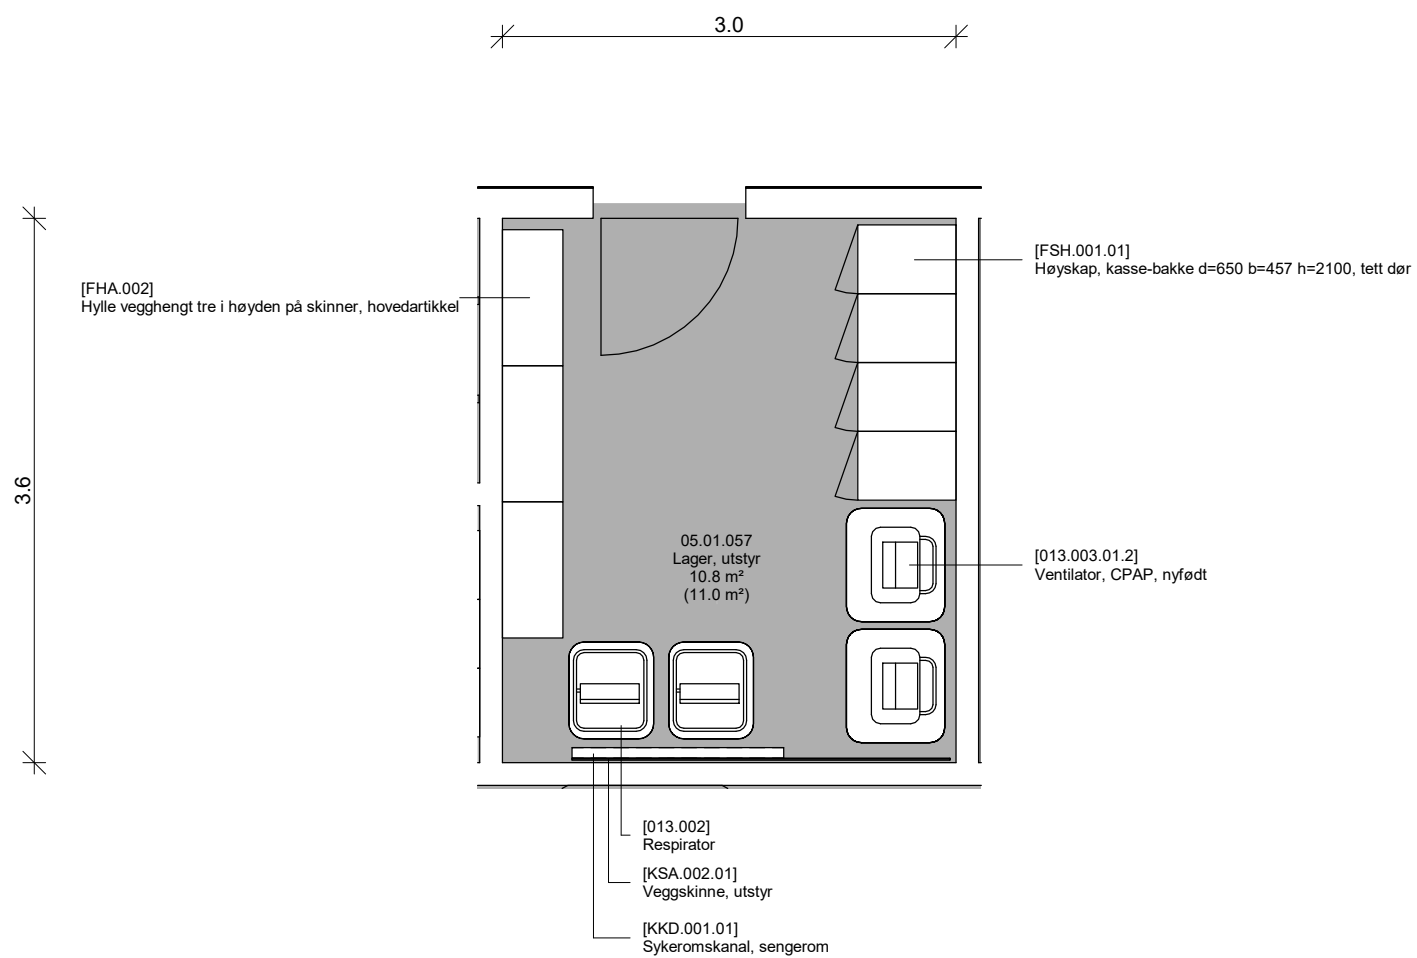 3.0
3.6
[FHA.002]
Hylle vegghengt tre i høyden på skinner, hovedartikkel
[FSH.001.01]
Høyskap, kasse-bakke d=650 b=457 h=2100, tett dør
05.01.057
Lager, utstyr
10.8 m²
(11.0 m²)
[013.003.01.2]
Ventilator, CPAP, nyfødt
[013.002]
Respirator
[KSA.002.01]
Veggskinne, utstyr
[KKD.001.01]
Sykeromskanal, sengerom